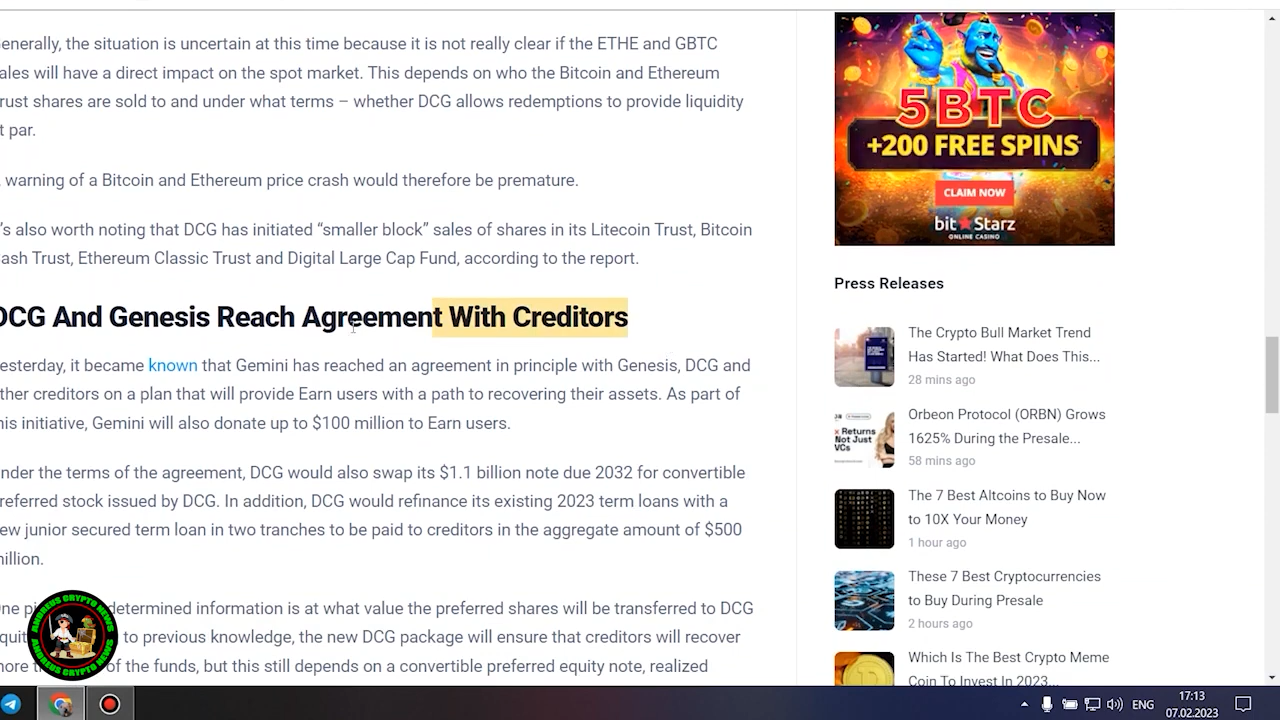 enerally, the situation is uncertain at this time because it is not really clear if the ETHE and GBTC
ales will have a direct impact on the spot market. This depends on who the Bitcoin and Ethereum
rust shares are sold to and under what terms – whether DCG allows redemptions to provide liquidity
t par.
warning of a Bitcoin and Ethereum price crash would therefore be premature.
's also worth noting that DCG has initiated “smaller block” sales of shares in its Litecoin Trust, Bitcoin
ash Trust, Ethereum Classic Trust and Digital Large Cap Fund, according to the report.
DCG And Genesis Reach Agreement With Creditors
esterday, it became known that Gemini has reached an agreement in principle with Genesis, DCG and
ther creditors on a plan that will provide Earn users with a path to recovering their assets. As part of
his initiative, Gemini will also donate up to $100 million to Earn users.
nder the terms of the agreement, DCG would also swap its $1.1 billion note due 2032 for convertible
referred stock issued by DCG. In addition, DCG would refinance its existing 2023 term loans with a
ew junior secured term loan in two tranches to be paid to creditors in the aggregate amount of $500
million.
ne determined information is at what value the preferred shares will be transferred to DCG
quit to previous knowledge, the new DCG package will ensure that creditors will recover
nore of the funds, but this still depends on a convertible preferred equity note, realized
5BTC
+200 FREE SPINS
CLAIM NOW
bitStarz
ONLINE CASINO
Press Releases
The Crypto Bull Market Trend
Has Started! What Does This...
28 mins ago
Returns
Not Just
VCs
Orbeon Protocol (ORBN) Grows
1625% During the Presale...
58 mins ago
The 7 Best Altcoins to Buy Now
to 10X Your Money
1 hour ago
These 7 Best Cryptocurrencies
to Buy During Presale
2 hours ago
Which Is The Best Crypto Meme
Coin To Invest In 2023...
ANDREUS CRYPTO NEWS
ANDREUS CRYPTO NEWS
ENG
17:13
07.02.2023